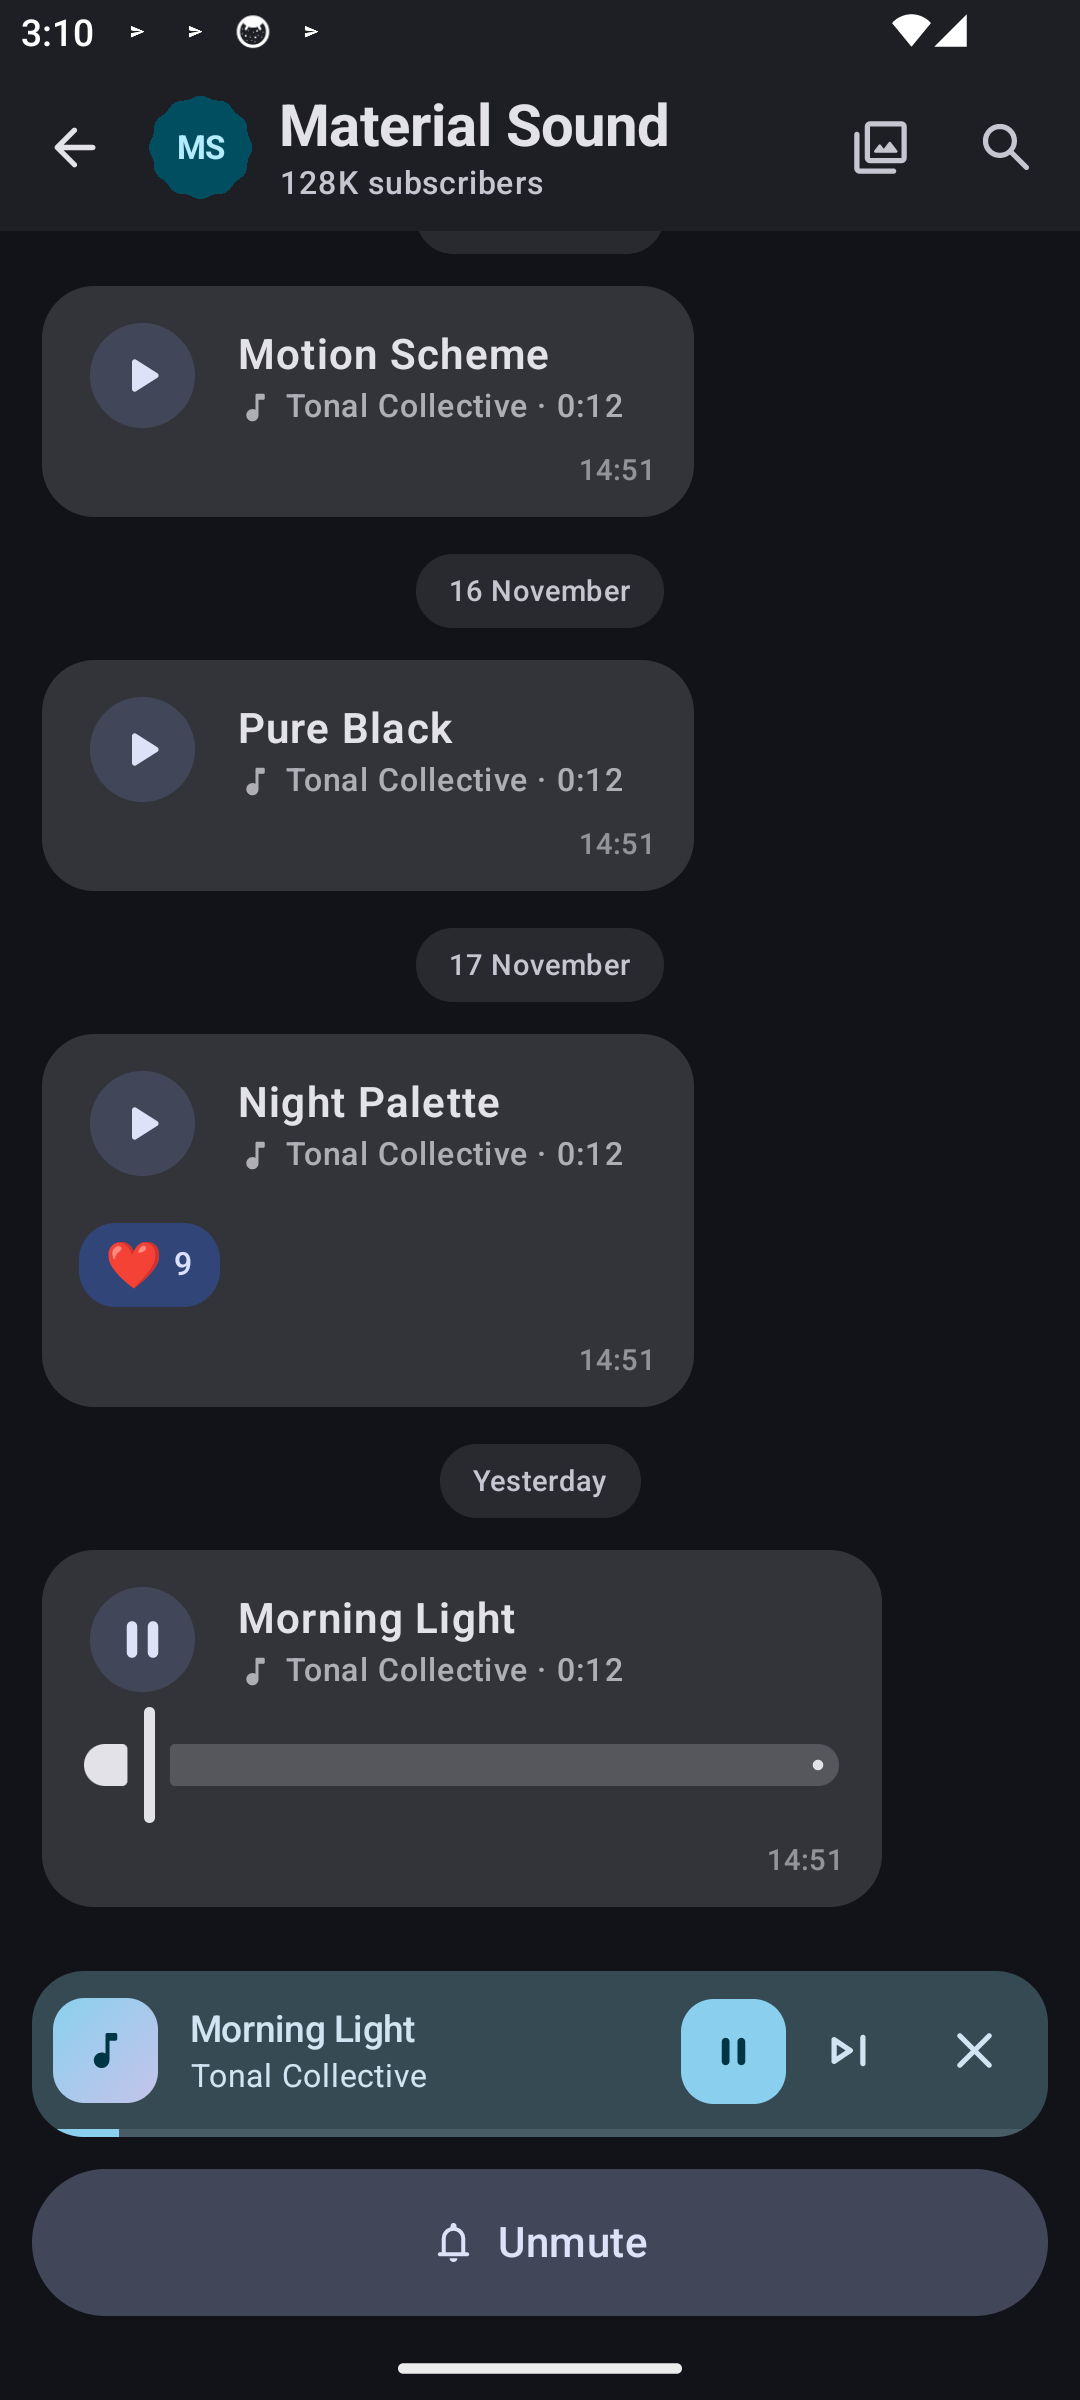 3:10
MS
Material Sound
128K subscribers
Motion Scheme
Tonal Collective · 0:12
14:51
16 November
Pure Black
Tonal Collective · 0:12
14:51
17 November
Night Palette
Tonal Collective · 0:12
❤️ 9
14:51
Yesterday
Morning Light
Tonal Collective · 0:12
14:51
Morning Light
Tonal Collective
Unmute